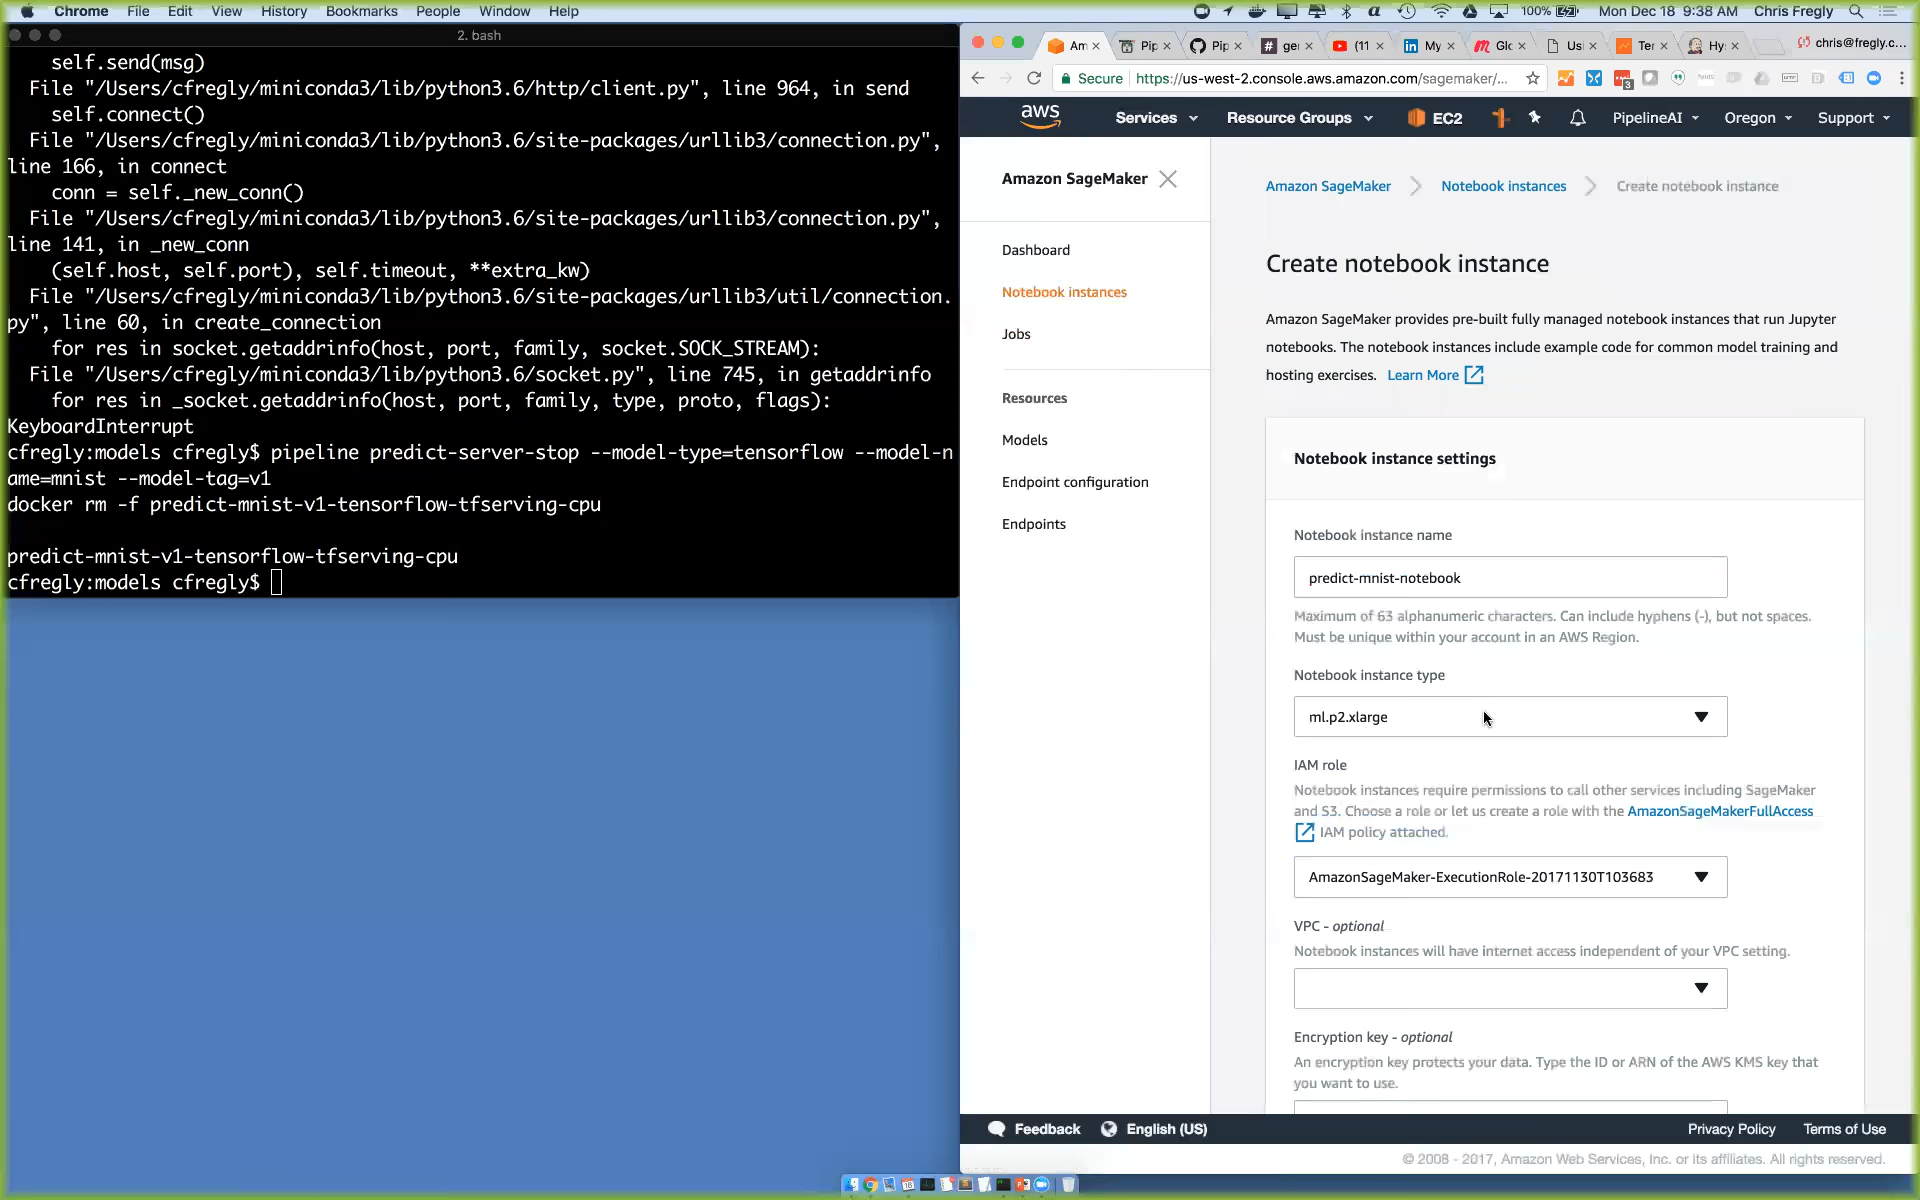 Chrome File Edit View History Bookmarks People Window Help
100% Mon Dec 18 9:38 AM Chris Fregly
2. bash
self.send(msg)
File "/Users/cfregly/miniconda3/lib/python3.6/http/client.py", line 964, in send
self.connect()
File "/Users/cfregly/miniconda3/lib/python3.6/site-packages/urllib3/connection.py",
line 166, in connect
conn = self._new_conn()
File "/Users/cfregly/miniconda3/lib/python3.6/site-packages/urllib3/connection.py",
line 141, in _new_conn
(self.host, self.port), self.timeout, **extra_kw)
File "/Users/cfregly/miniconda3/lib/python3.6/site-packages/urllib3/util/connection.
py", line 60, in create_connection
for res in socket.getaddrinfo(host, port, family, socket.SOCK_STREAM):
File "/Users/cfregly/miniconda3/lib/python3.6/socket.py", line 745, in getaddrinfo
for res in _socket.getaddrinfo(host, port, family, type, proto, flags):
KeyboardInterrupt
cfregly:models cfregly$ pipeline predict-server-stop --model-type=tensorflow --model-n
ame=mnist --model-tag=v1
docker rm -f predict-mnist-v1-tensorflow-tfserving-cpu
predict-mnist-v1-tensorflow-tfserving-cpu
cfregly:models cfregly$
Am Pip Pip ge (11 My Glo Usi Ter Hy chris@fregly.c...
Secure https://us-west-2.console.aws.amazon.com/sagemaker/...
aws Services Resource Groups EC2 PipelineAI Oregon Support
Amazon SageMaker
Dashboard
Notebook instances
Jobs
Resources
Models
Endpoint configuration
Endpoints
Amazon SageMaker Notebook instances Create notebook instance
Create notebook instance
Amazon SageMaker provides pre-built fully managed notebook instances that run Jupyter
notebooks. The notebook instances include example code for common model training and
hosting exercises. Learn More
Notebook instance settings
Notebook instance name
predict-mnist-notebook
Maximum of 63 alphanumeric characters. Can include hyphens (-), but not spaces.
Must be unique within your account in an AWS Region.
Notebook instance type
ml.p2.xlarge
IAM role
Notebook instances require permissions to call other services including SageMaker
and S3. Choose a role or let us create a role with the AmazonSageMakerFullAccess
IAM policy attached.
AmazonSageMaker-ExecutionRole-20171130T103683
VPC - optional
Notebook instances will have internet access independent of your VPC setting.
Encryption key - optional
An encryption key protects your data. Type the ID or ARN of the AWS KMS key that
you want to use.
Feedback English (US) Privacy Policy Terms of Use
© 2008 - 2017, Amazon Web Services, Inc. or its affiliates. All rights reserved.